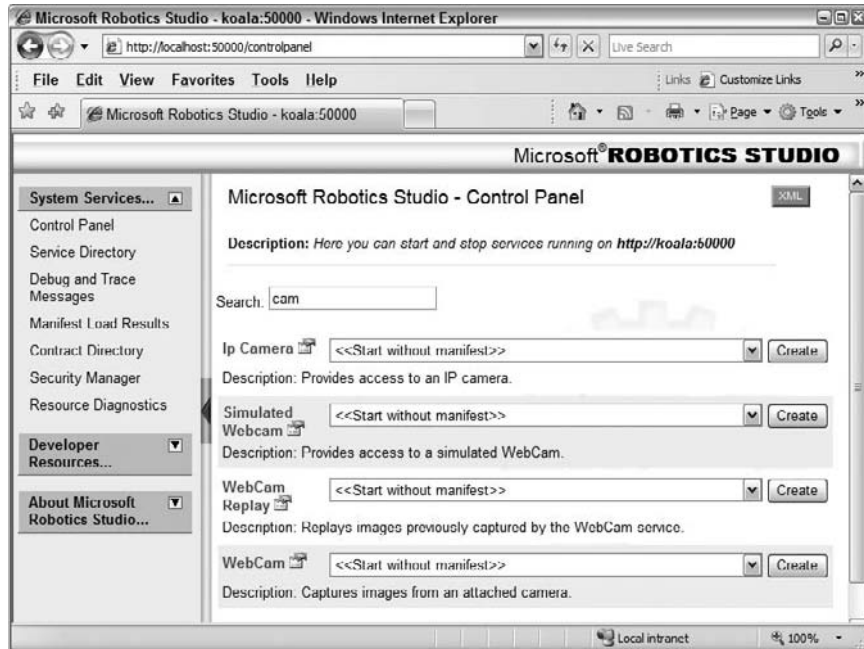 Microsoft Robotics Studio - koala:50000 - Windows Internet Explorer
http://localhost:50000/controlpanel
Live Search
File Edit View Favorites Tools Help
Links Customize Links
Microsoft Robotics Studio - koala:50000
Page Tools
Microsoft®ROBOTICS STUDIO
System Services...
Control Panel
Service Directory
Debug and Trace
Messages
Manifest Load Results
Contract Directory
Security Manager
Resource Diagnostics
Developer
Resources...
About Microsoft
Robotics Studio...
Microsoft Robotics Studio - Control Panel
XML
Description: Here you can start and stop services running on http://koala:50000
Search: cam
Ip Camera <<Start without manifest>> Create
Description: Provides access to an IP camera.
Simulated
Webcam <<Start without manifest>> Create
Description: Provides access to a simulated WebCam.
WebCam
Replay <<Start without manifest>> Create
Description: Replays images previously captured by the WebCam service.
WebCam <<Start without manifest>> Create
Description: Captures images from an attached camera.
Local intranet
100%